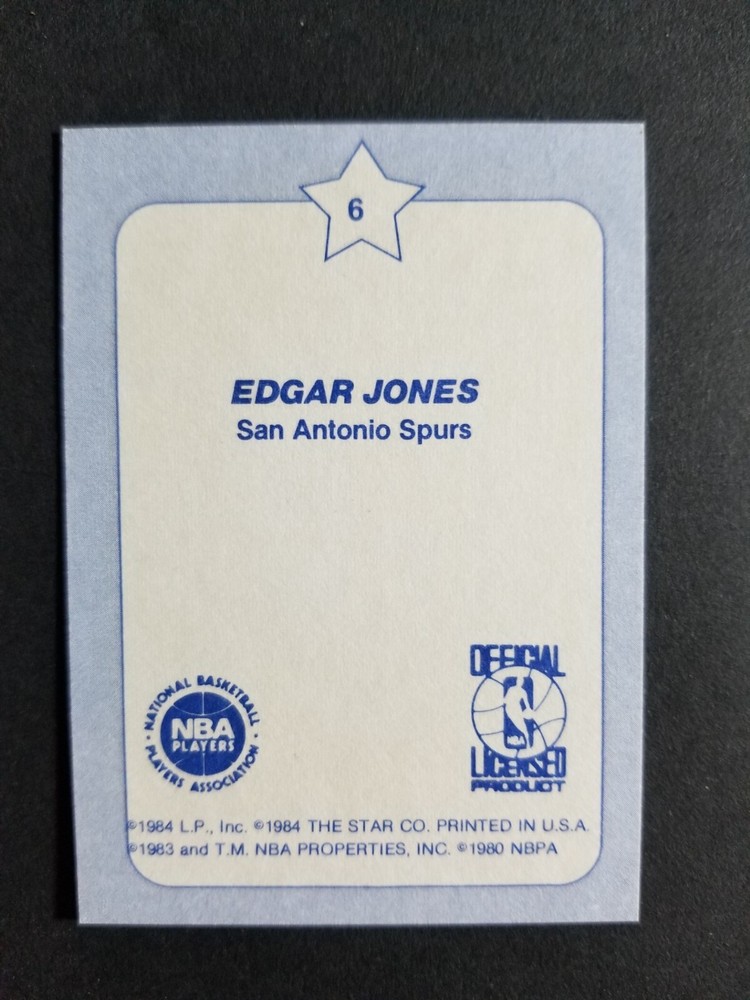 6
EDGAR JONES
San Antonio Spurs
· NATIONAL BASKETBALL ·
NBA
PLAYERS
PLAYERS ASSOCIATION
OFFICIAL
NBA
LICENSED
PRODUCT
©1984 L.P., Inc. ©1984 THE STAR CO. PRINTED IN U.S.A.
©1983 and T.M. NBA PROPERTIES, INC. ©1980 NBPA